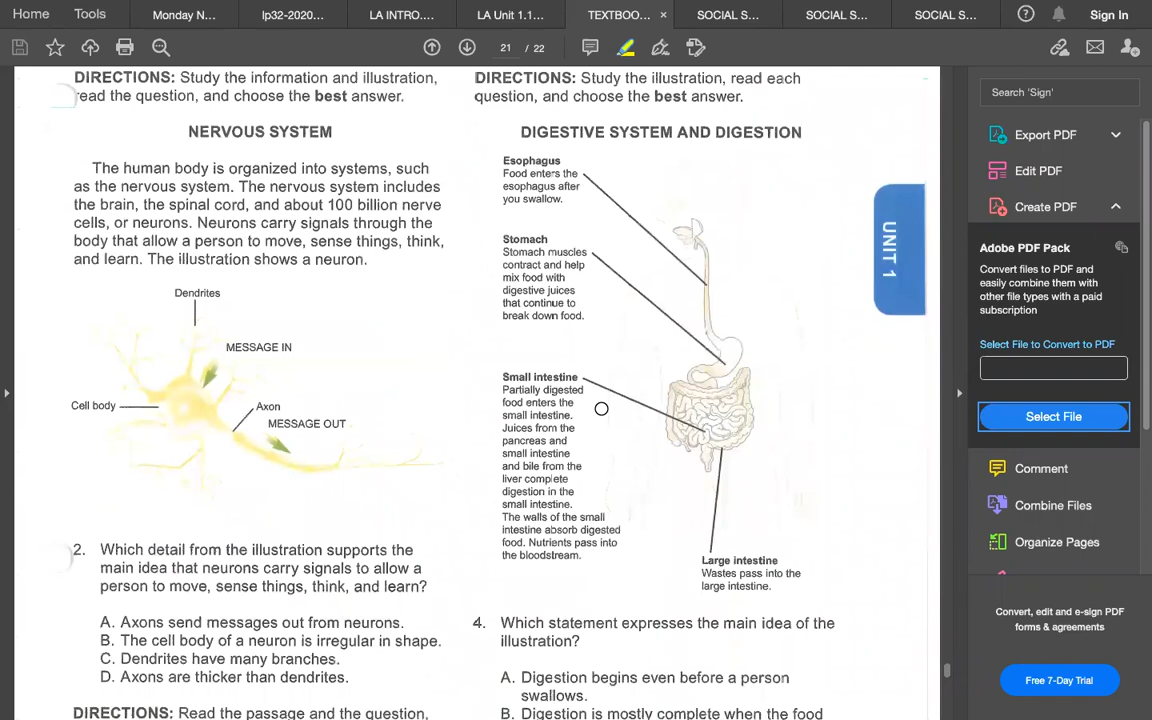 Home
Tools
Monday N...
lp32-2020...
LA INTRO....
LA Unit 1.1...
TEXTBOO...
SOCIAL S...
SOCIAL S...
SOCIAL S...
Sign In
21 / 22
DIRECTIONS: Study the information and illustration,
read the question, and choose the best answer.
NERVOUS SYSTEM
The human body is organized into systems, such
as the nervous system. The nervous system includes
the brain, the spinal cord, and about 100 billion nerve
cells, or neurons. Neurons carry signals through the
body that allow a person to move, sense things, think,
and learn. The illustration shows a neuron.
Dendrites
MESSAGE IN
Cell body
Axon
MESSAGE OUT
2. Which detail from the illustration supports the
main idea that neurons carry signals to allow a
person to move, sense things, think, and learn?
A. Axons send messages out from neurons.
B. The cell body of a neuron is irregular in shape.
C. Dendrites have many branches.
D. Axons are thicker than dendrites.
DIRECTIONS: Read the passage and the question,
DIRECTIONS: Study the illustration, read each
question, and choose the best answer.
DIGESTIVE SYSTEM AND DIGESTION
Esophagus
Food enters the
esophagus after
you swallow.
Stomach
Stomach muscles
contract and help
mix food with
digestive juices
that continue to
break down food.
Small intestine
Partially digested
food enters the
small intestine.
Juices from the
pancreas and
small intestine
and bile from the
liver complete
digestion in the
small intestine.
The walls of the small
intestine absorb digested
food. Nutrients pass into
the bloodstream.
Large intestine
Wastes pass into the
large intestine.
4. Which statement expresses the main idea of the
illustration?
A. Digestion begins even before a person
swallows.
B. Digestion is mostly complete when the food
UNIT 1
Search 'Sign'
Export PDF
Edit PDF
Create PDF
Adobe PDF Pack
Convert files to PDF and
easily combine them with
other file types with a paid
subscription
Select File to Convert to PDF
Select File
Comment
Combine Files
Organize Pages
Convert, edit and e-sign PDF
forms & agreements
Free 7-Day Trial